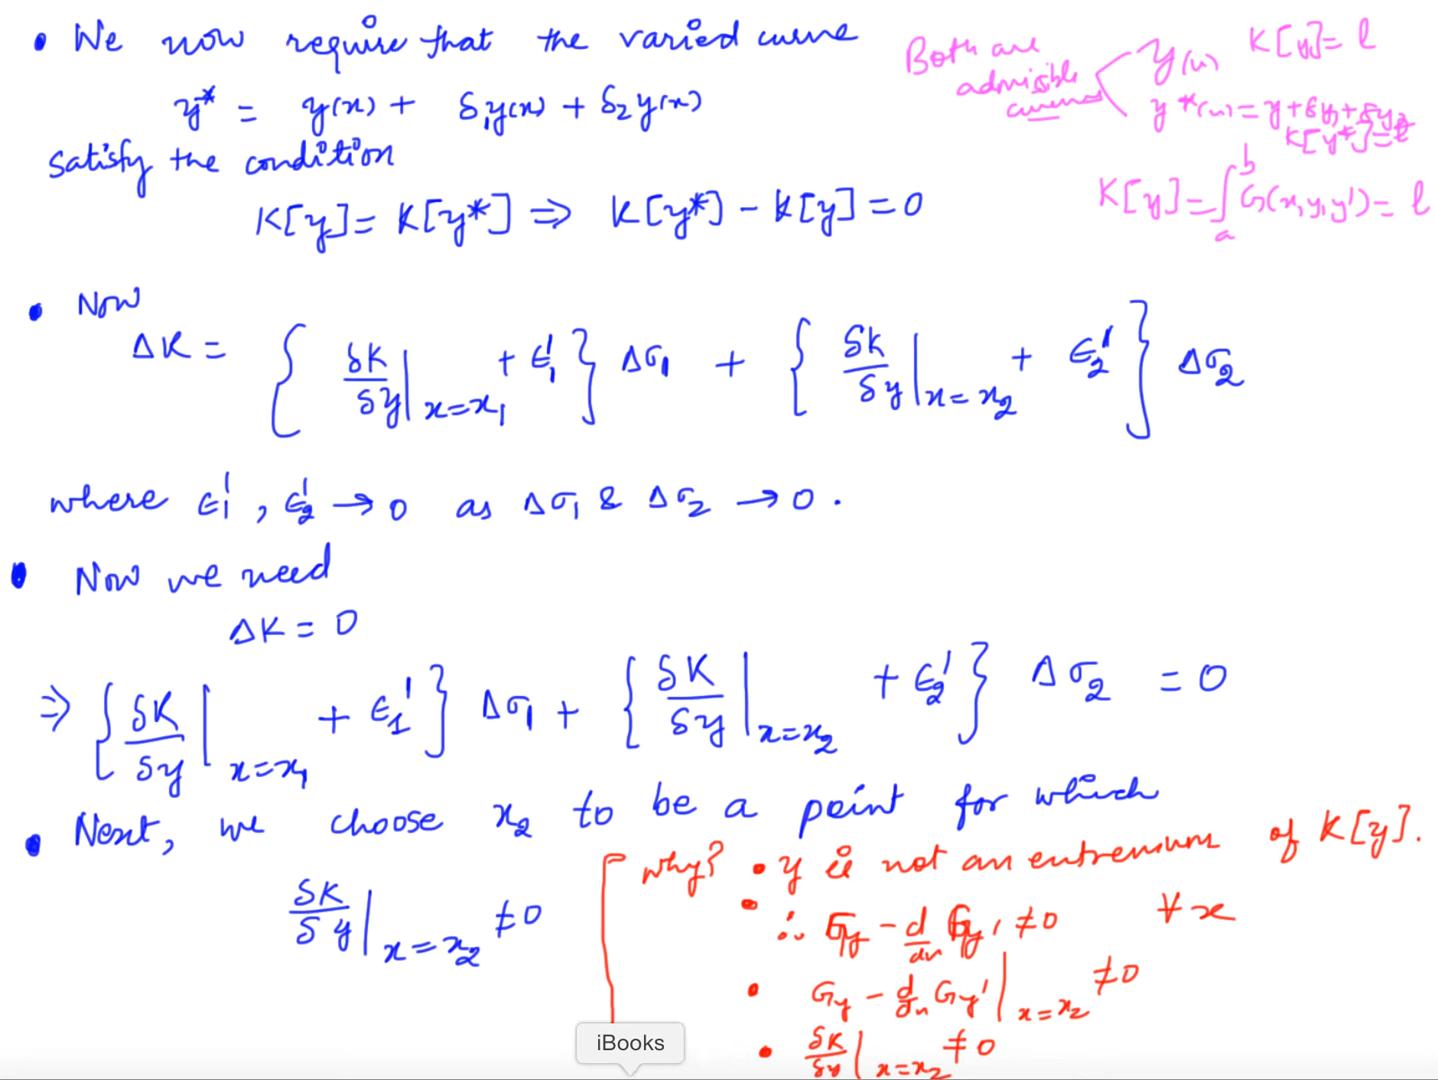 • We now require that the varied curve
y* = y(x) + δ₁y(x) + δ₂y(x)
Satisfy the condition
K[y] = K[y*] ⇒ K[y*] - K[y] = 0
Both are admissible curves
y(x) K[y] = l
y*(x) = y + δy₁ + δy₂
K[y*] = l
K[y] = ∫_a^b G(x, y, y') = l
• Now
ΔK = { δK/δy |_{x=x₁} + ε₁' } Δσ₁ + { δK/δy |_{x=x₂} + ε₂' } Δσ₂
where ε₁', ε₂' → 0 as Δσ₁ & Δσ₂ → 0.
• Now we need
ΔK = 0
⇒ { δK/δy |_{x=x₁} + ε₁' } Δσ₁ + { δK/δy |_{x=x₂} + ε₂' } Δσ₂ = 0
• Next, we choose x₂ to be a point for which
δK/δy |_{x=x₂} ≠ 0
why? • y is not an extremum of K[y].
• ∴ G_y - d/dx G_y' ≠ 0 ∀ x
• G_y - d/dx G_y' |_{x=x₂} ≠ 0
• δK/δy |_{x=x₂} ≠ 0
iBooks